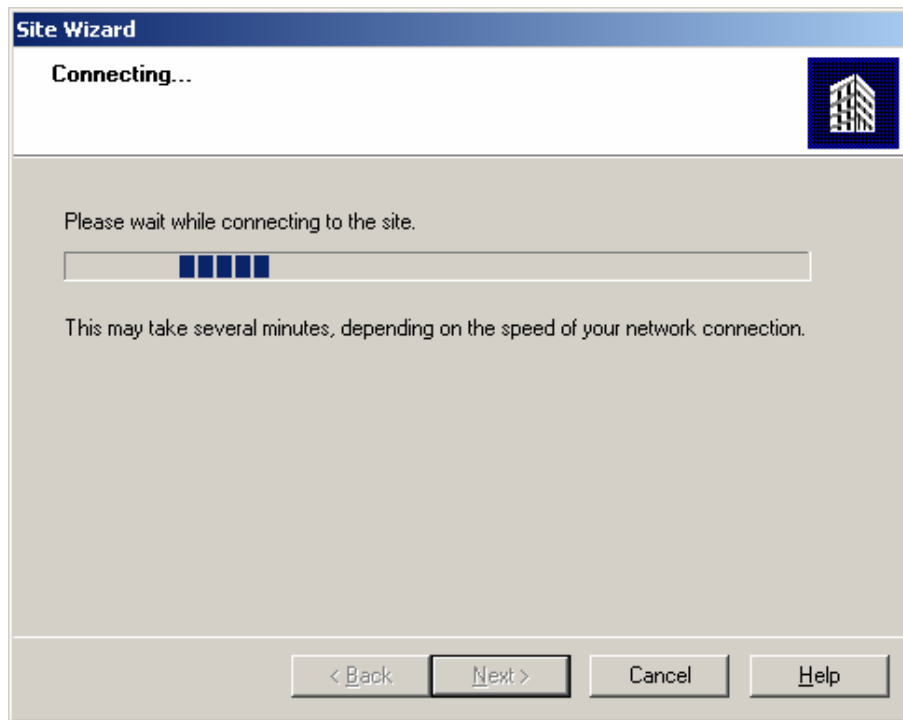 Site Wizard
Connecting...
Please wait while connecting to the site.
This may take several minutes, depending on the speed of your network connection.
< Back
Next >
Cancel
Help